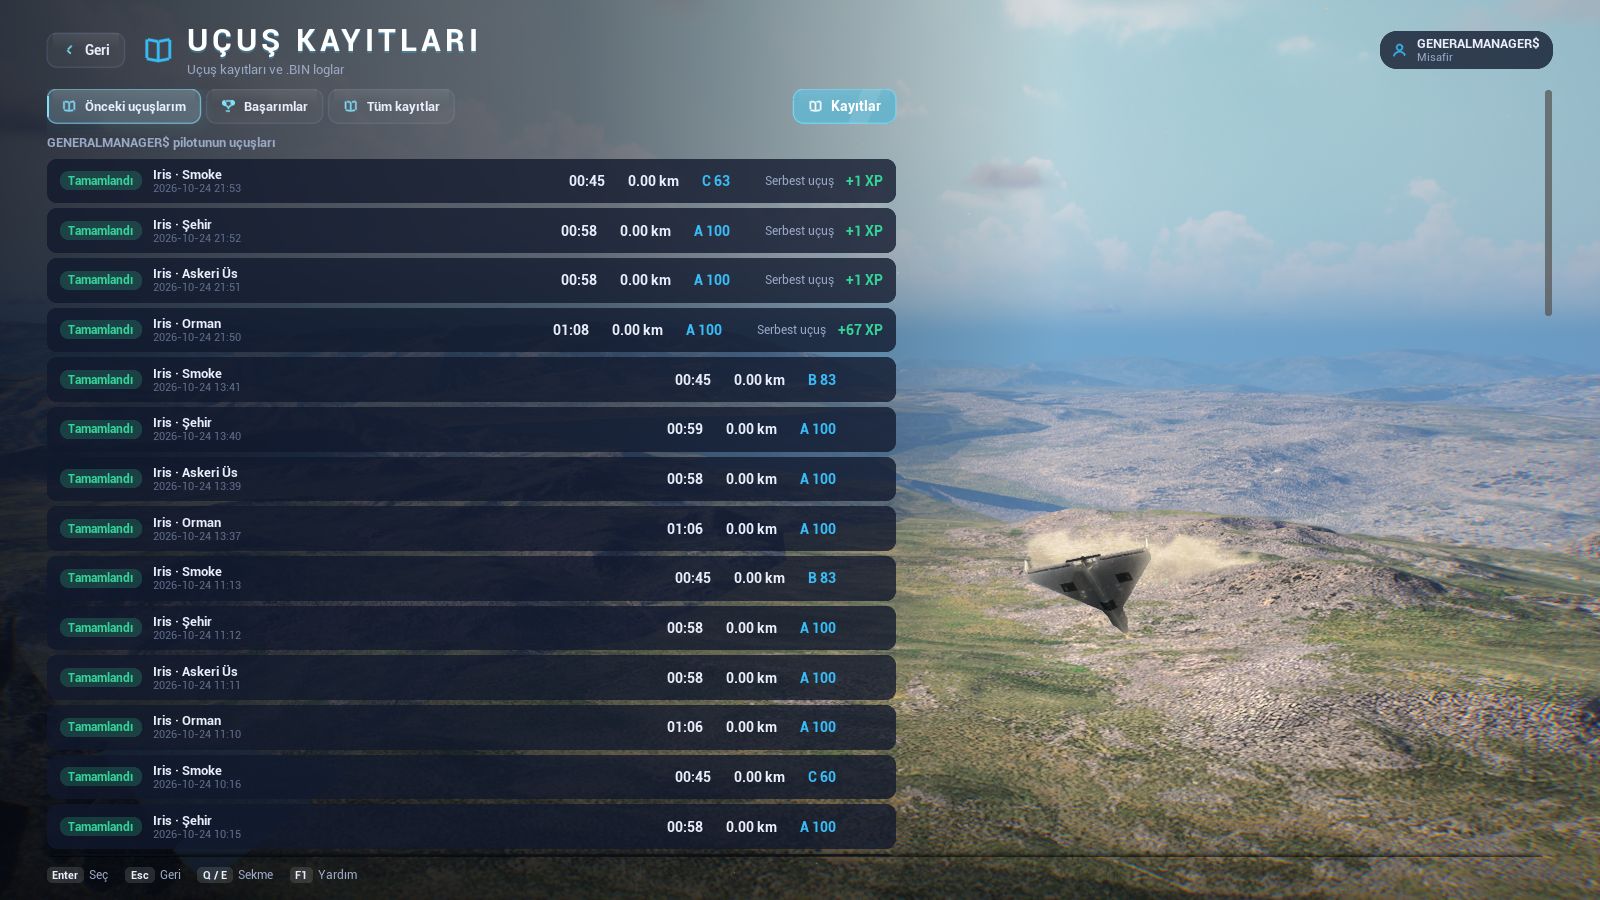 Geri
UÇUŞ KAYITLARI
Uçuş kayıtları ve .BIN loglar
GENERALMANAGER$
Misafir
Önceki uçuşlarım
Başarımlar
Tüm kayıtlar
Kayıtlar
GENERALMANAGER$ pilotunun uçuşları
Tamamlandı Iris · Smoke 00:45 0.00 km C 63 Serbest uçuş +1 XP
2026-10-24 21:53
Tamamlandı Iris · Şehir 00:58 0.00 km A 100 Serbest uçuş +1 XP
2026-10-24 21:52
Tamamlandı Iris · Askeri Üs 00:58 0.00 km A 100 Serbest uçuş +1 XP
2026-10-24 21:51
Tamamlandı Iris · Orman 01:08 0.00 km A 100 Serbest uçuş +67 XP
2026-10-24 21:50
Tamamlandı Iris · Smoke 00:45 0.00 km B 83
2026-10-24 13:41
Tamamlandı Iris · Şehir 00:59 0.00 km A 100
2026-10-24 13:40
Tamamlandı Iris · Askeri Üs 00:58 0.00 km A 100
2026-10-24 13:39
Tamamlandı Iris · Orman 01:06 0.00 km A 100
2026-10-24 13:37
Tamamlandı Iris · Smoke 00:45 0.00 km B 83
2026-10-24 11:13
Tamamlandı Iris · Şehir 00:58 0.00 km A 100
2026-10-24 11:12
Tamamlandı Iris · Askeri Üs 00:58 0.00 km A 100
2026-10-24 11:11
Tamamlandı Iris · Orman 01:06 0.00 km A 100
2026-10-24 11:10
Tamamlandı Iris · Smoke 00:45 0.00 km C 60
2026-10-24 10:16
Tamamlandı Iris · Şehir 00:58 0.00 km A 100
2026-10-24 10:15
Enter Seç Esc Geri Q / E Sekme F1 Yardım